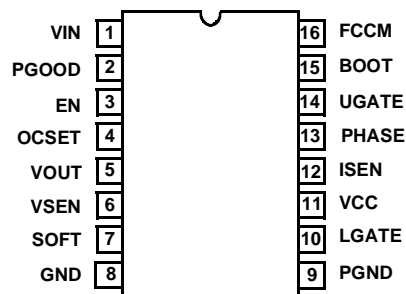 VIN 1 16 FCCM
PGOOD 2 15 BOOT
EN 3 14 UGATE
OCSET 4 13 PHASE
VOUT 5 12 ISEN
VSEN 6 11 VCC
SOFT 7 10 LGATE
GND 8 9 PGND